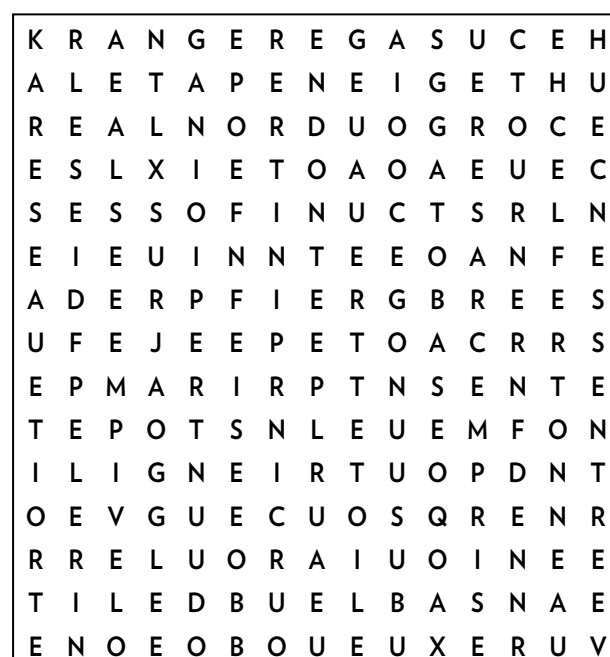 K R A N G E R E G A S U C E H
A L E T A P E N E I G E T H U
R E A L N O R D U O G R O C E
E S L X I E T O A O A E U E C
S E S S O F I N U C T S R L N
E I E U I N N T E E O A N F E
A D E R P F I E R G B R E E S
U F E J E E P E T O A C R R S
E P M A R I R P T N S E N T E
T E P O T S N L E U E M F O N
I L I G N E I R T U O P D N T
O E V G U E C U O S Q R E N R
R R E L U O R A I U O I N E E
T I L E D B U E L B A S N A E
E N O E O B O U E U X E R U V